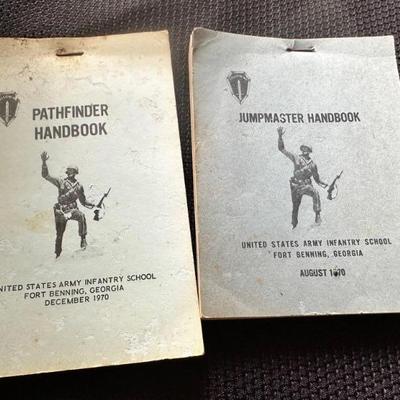 PATHFINDER
HANDBOOK
UNITED STATES ARMY INFANTRY SCHOOL
FORT BENNING, GEORGIA
DECEMBER 1970
JUMPMASTER HANDBOOK
UNITED STATES ARMY INFANTRY SCHOOL
FORT BENNING, GEORGIA
AUGUST 1970